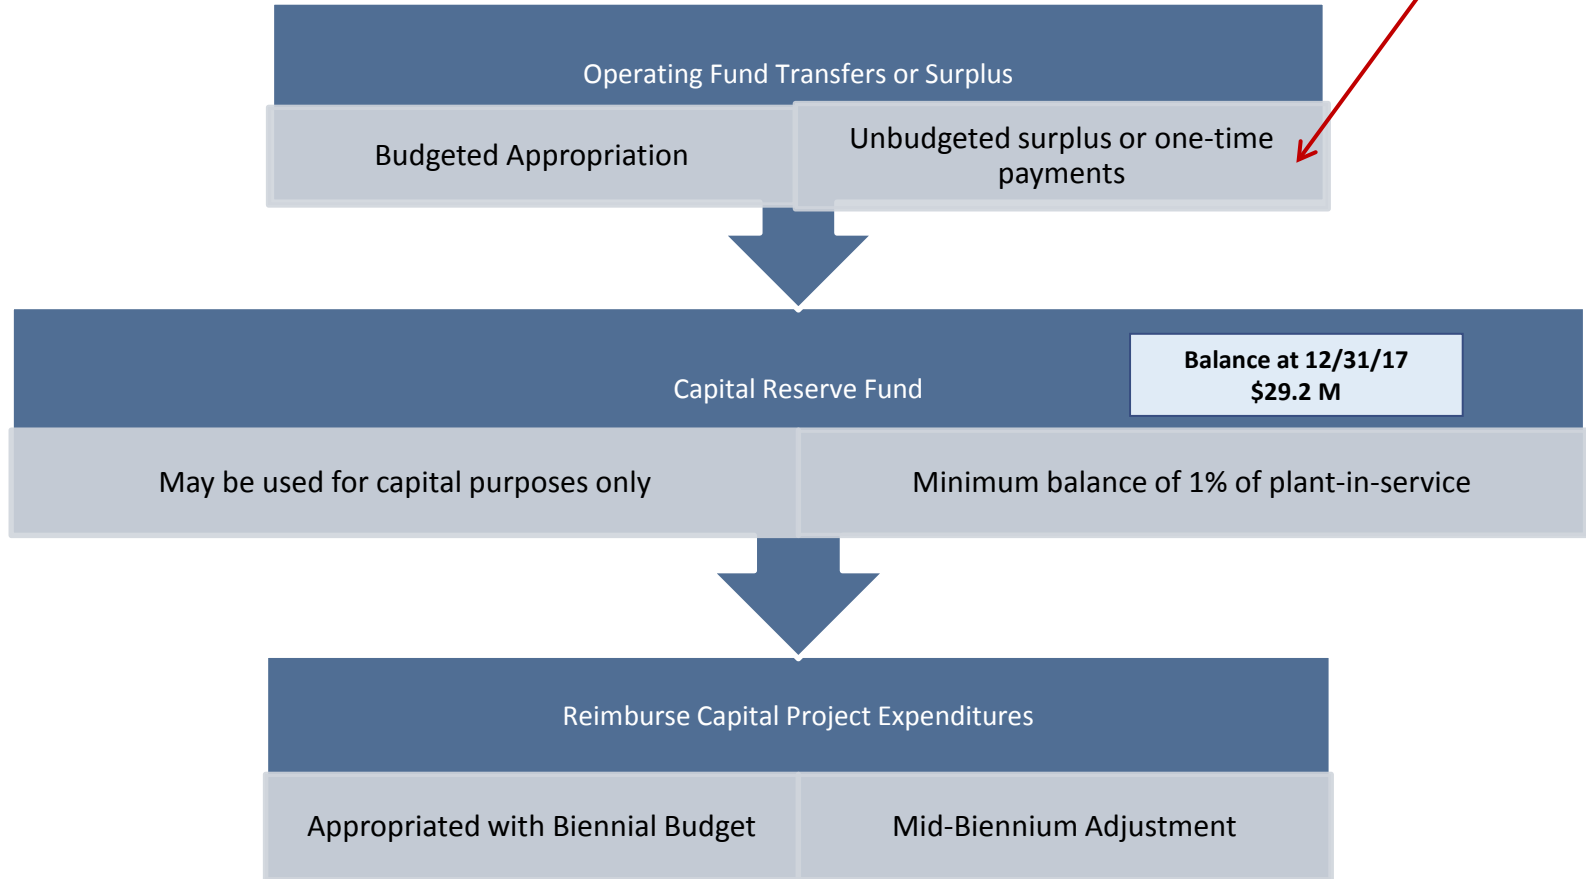 Operating Fund Transfers or Surplus
Budgeted Appropriation
Unbudgeted surplus or one-time
payments
Capital Reserve Fund
Balance at 12/31/17
$29.2 M
May be used for capital purposes only
Minimum balance of 1% of plant-in-service
Reimburse Capital Project Expenditures
Appropriated with Biennial Budget
Mid-Biennium Adjustment